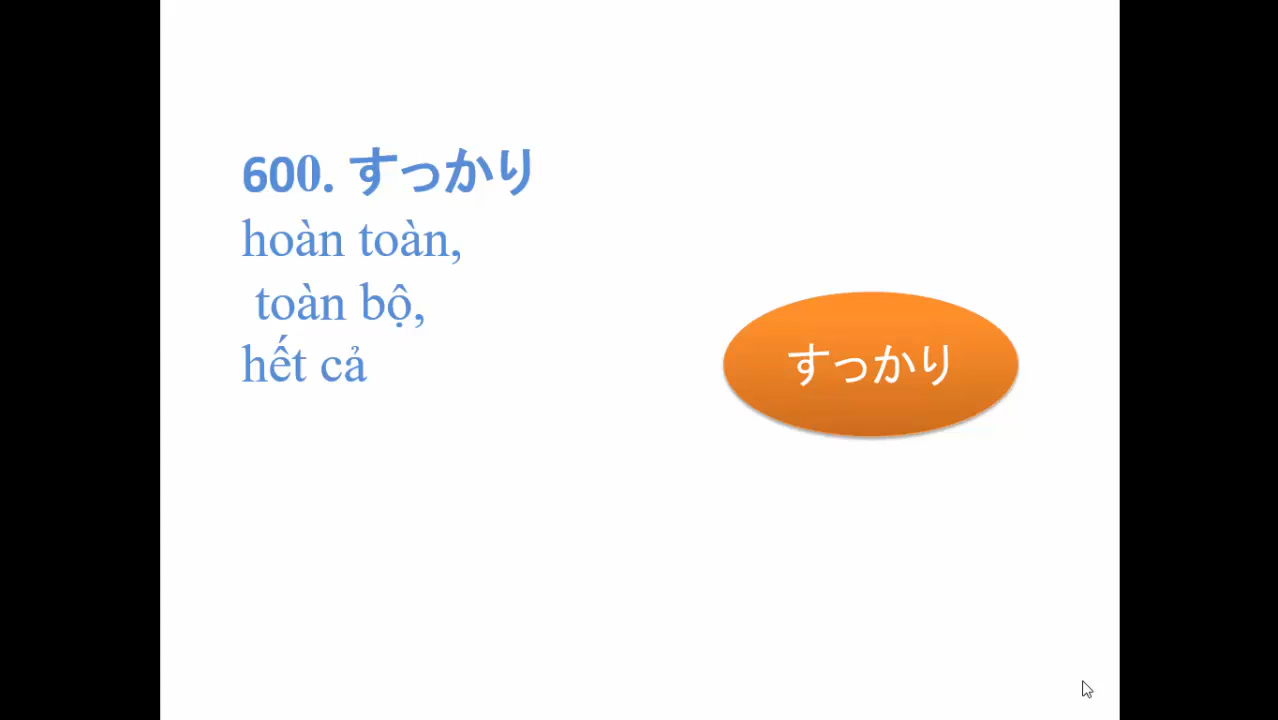 600. すっかり
hoàn toàn,
toàn bộ,
hết cả
すっかり